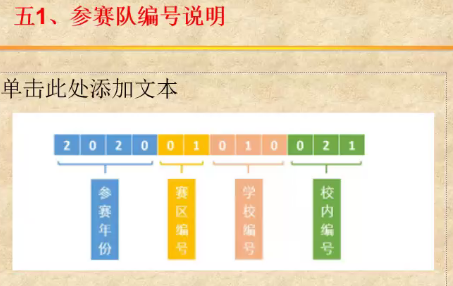 五1、参赛队编号说明
单击此处添加文本
2 0 2 0 0 1 0 1 0 0 2 1
参赛年份 赛区编号 学校编号 校内编号